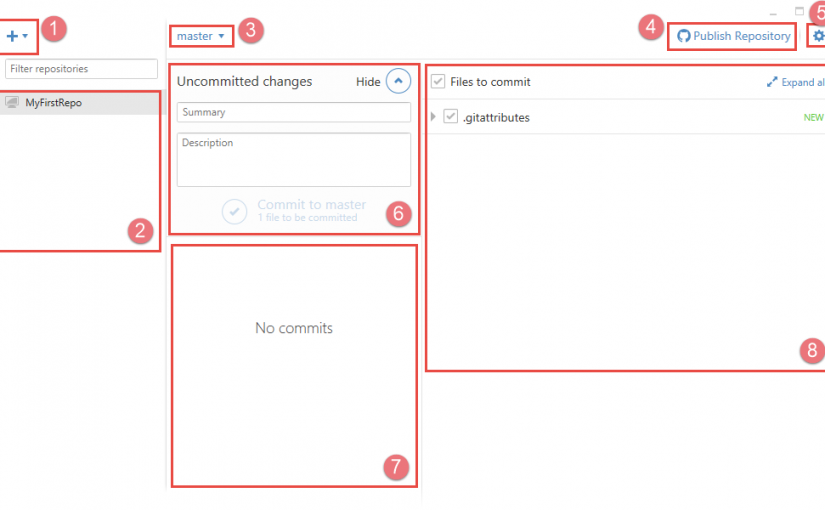 1
3
4
5
master
Publish Repository
Filter repositories
Uncommitted changes
Hide
Files to commit
Expand al
MyFirstRepo
Summary
.gitattributes
NEW
Description
Commit to master
1 file to be committed
6
2
No commits
8
7